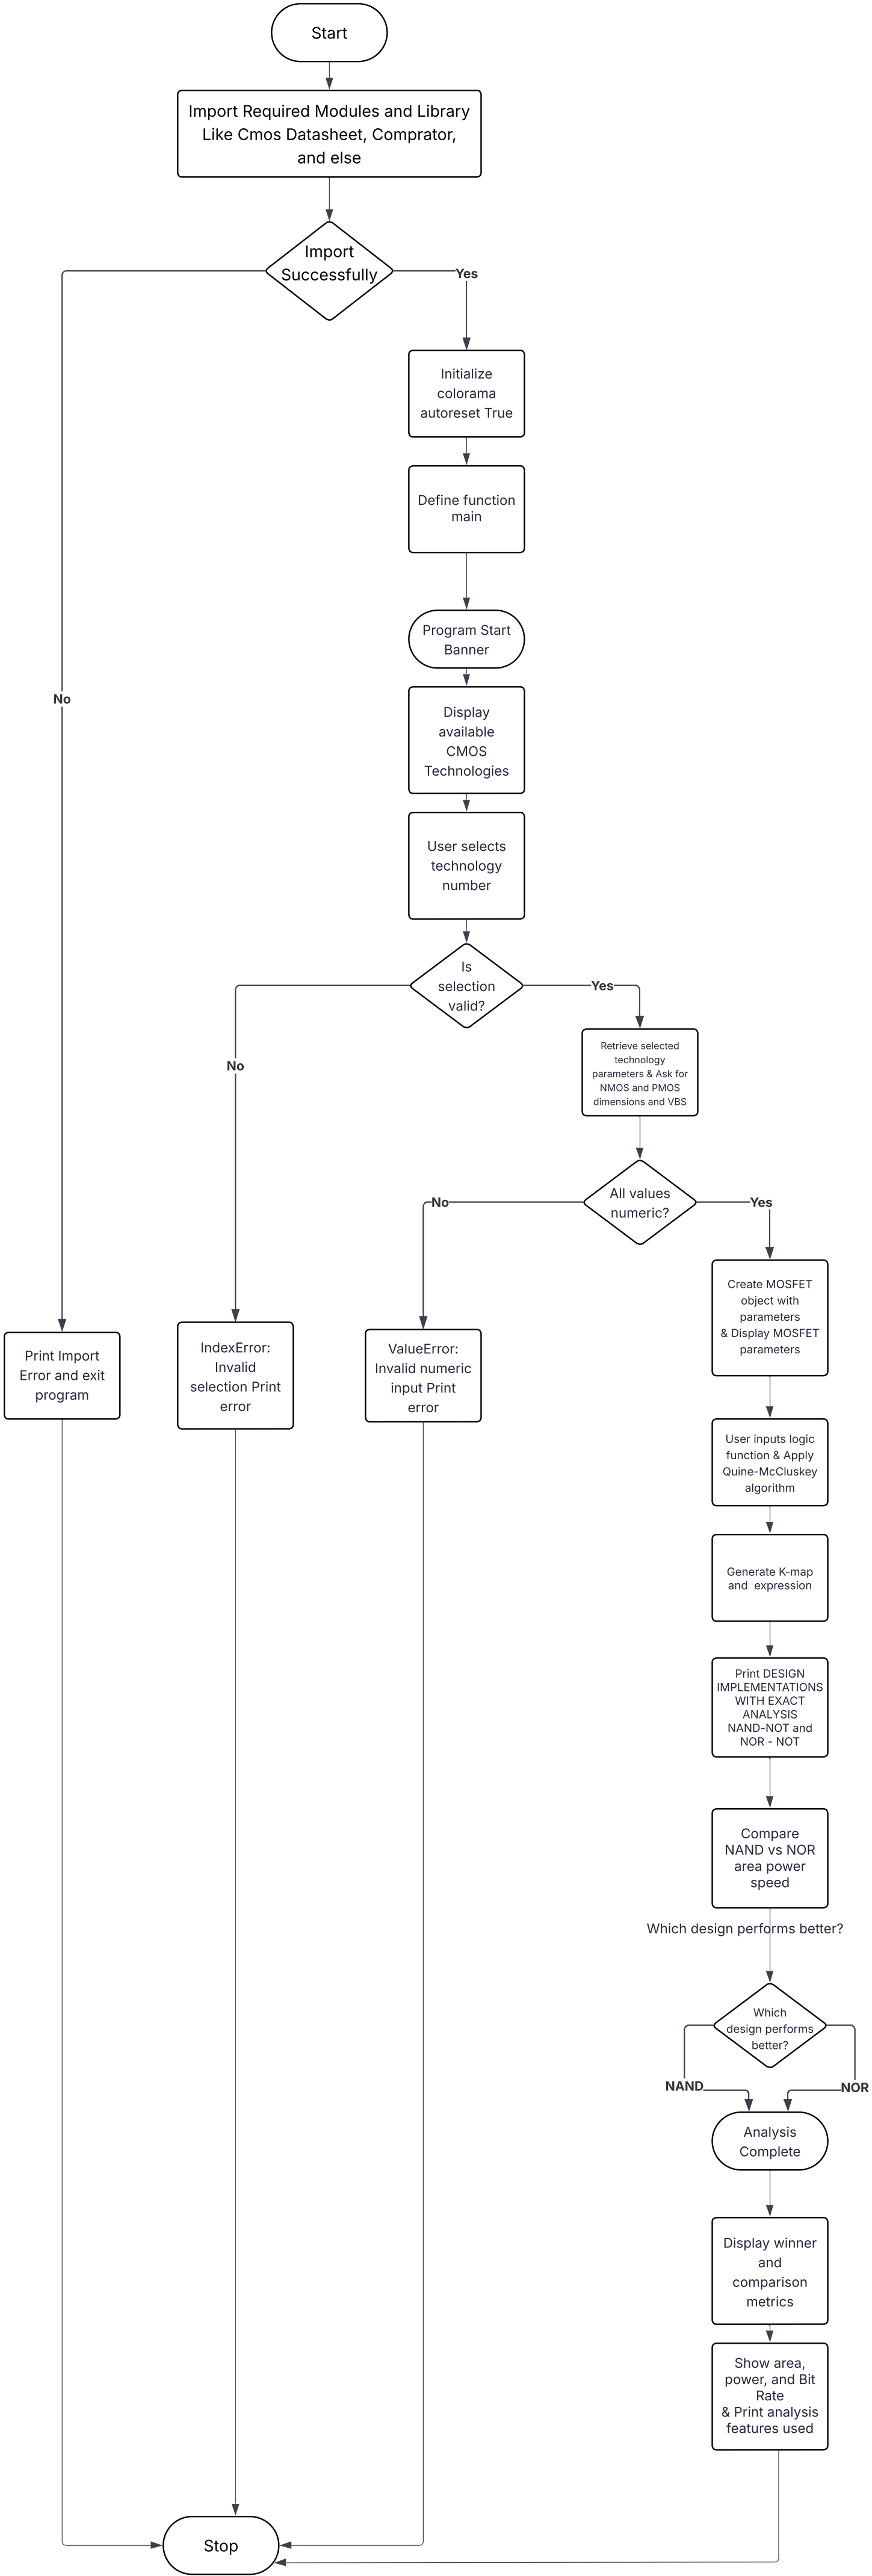 Start
Import Required Modules and Library
Like Cmos Datasheet, Comprator,
and else
Import
Successfully
Yes
Initialize
colorama
autoreset True
Define function
main
Program Start
Banner
No
Display
available
CMOS
Technologies
User selects
technology
number
Is
selection
valid?
Yes
No
Retrieve selected
technology
parameters & Ask for
NMOS and PMOS
dimensions and VBS
All values
numeric?
No
Yes
Create MOSFET
object with
parameters
& Display MOSFET
parameters
Print Import
Error and exit
program
IndexError:
Invalid
selection Print
error
ValueError:
Invalid numeric
input Print
error
User inputs logic
function & Apply
Quine-McCluskey
algorithm
Generate K-map
and  expression
Print DESIGN
IMPLEMENTATIONS
WITH EXACT
ANALYSIS
NAND-NOT and
NOR - NOT
Compare
NAND vs NOR
area power
speed
Which design performs better?
Which
design performs
better?
NAND
NOR
Analysis
Complete
Display winner
and
comparison
metrics
Show area,
power, and Bit
Rate
& Print analysis
features used
Stop